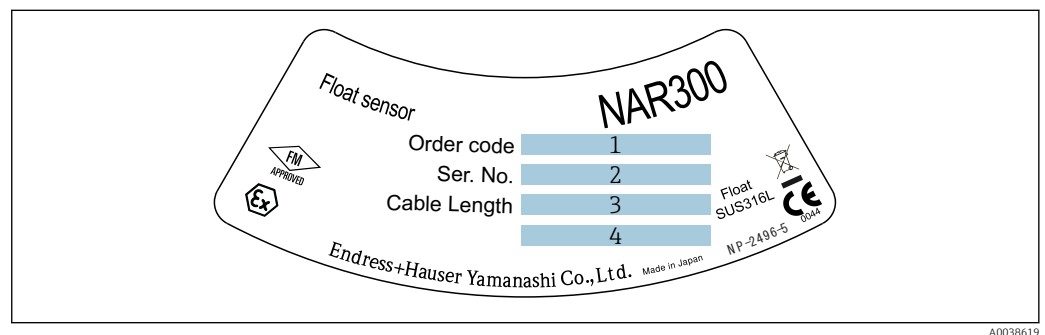 Float sensor
NAR300
Order code 1
Ser. No. 2
Cable Length 3
4
FM
APPROVED
Ex
Float
SUS316L
CE
0044
NP-2496-5
Endress+Hauser Yamanashi Co.,Ltd. Made in Japan
A0038619